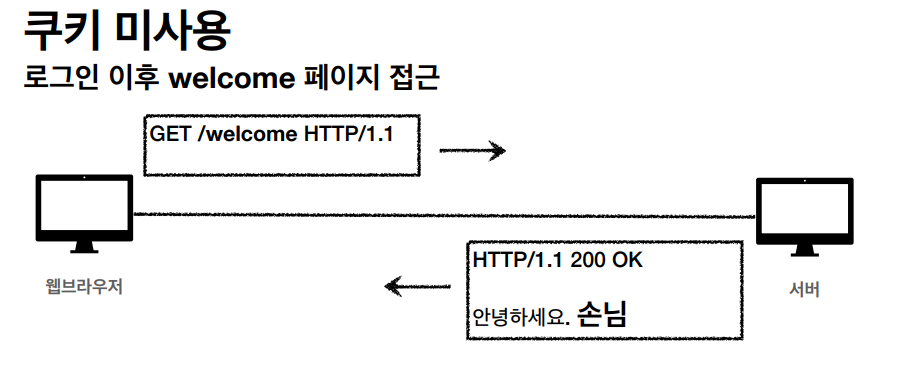 쿠키 미사용
로그인 이후 welcome 페이지 접근
GET /welcome HTTP/1.1
웹브라우저
HTTP/1.1 200 OK
안녕하세요. 손님
서버